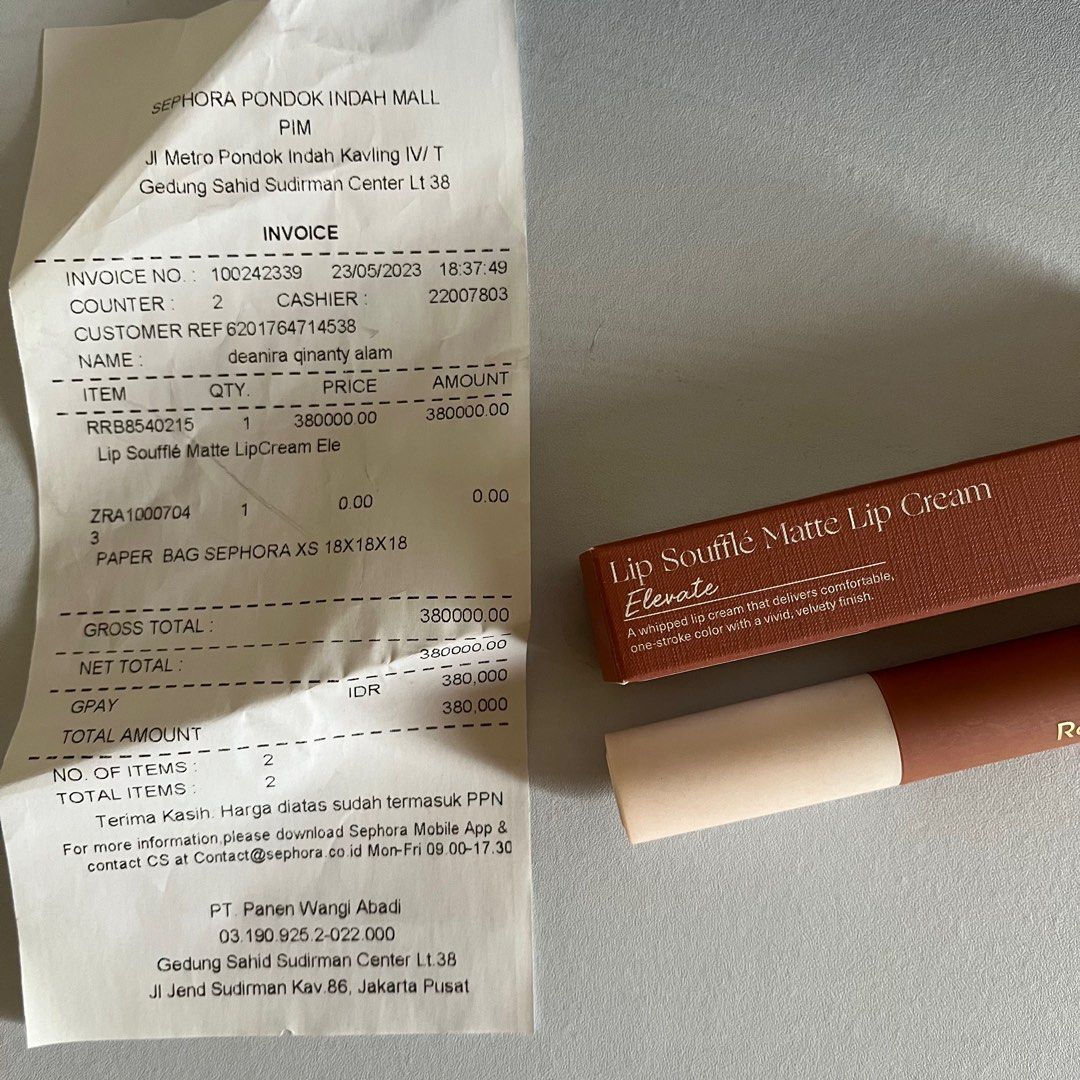 SEPHORA PONDOK INDAH MALL
PIM
Jl Metro Pondok Indah Kavling IV/ T
Gedung Sahid Sudirman Center Lt 38
INVOICE
INVOICE NO. : 100242339 23/05/2023 18:37:49
COUNTER : 2 CASHIER : 22007803
CUSTOMER REF 6201764714538
NAME : deanira qinanty alam
ITEM QTY. PRICE AMOUNT
RRB8540215 1 380000.00 380000.00
Lip Soufflé Matte LipCream Ele
ZRA1000704 1 0.00 0.00
3
PAPER BAG SEPHORA XS 18X18X18
GROSS TOTAL : 380000.00
NET TOTAL : 380000.00
GPAY IDR 380,000
TOTAL AMOUNT 380,000
NO. OF ITEMS : 2
TOTAL ITEMS : 2
Terima Kasih. Harga diatas sudah termasuk PPN
For more information,please download Sephora Mobile App &
contact CS at Contact@sephora.co.id Mon-Fri 09.00-17.30
PT. Panen Wangi Abadi
03.190.925.2-022.000
Gedung Sahid Sudirman Center Lt.38
Jl Jend Sudirman Kav.86, Jakarta Pusat
Lip Soufflé Matte Lip Cream
Elevate
A whipped lip cream that delivers comfortable,
one-stroke color with a vivid, velvety finish.